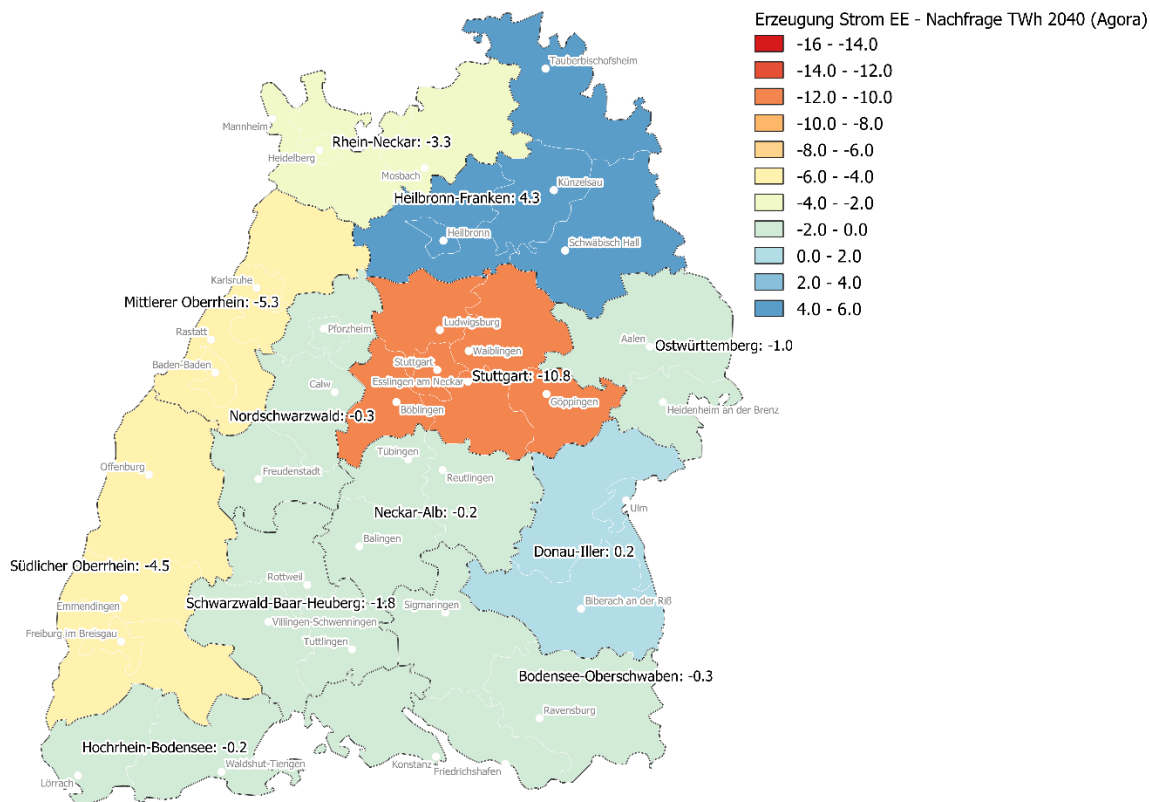 Erzeugung Strom EE - Nachfrage TWh 2040 (Agora)
-16 - -14.0
-14.0 - -12.0
-12.0 - -10.0
-10.0 - -8.0
-8.0 - -6.0
-6.0 - -4.0
-4.0 - -2.0
-2.0 - 0.0
0.0 - 2.0
2.0 - 4.0
4.0 - 6.0
Tauberbischofsheim
Mannheim
Rhein-Neckar: -3.3
Heidelberg
Mosbach
Künzelsau
Heilbronn-Franken: 4.3
Heilbronn
Schwäbisch Hall
Karlsruhe
Mittlerer Oberrhein: -5.3
Rastatt
Pforzheim
Ludwigsburg
Aalen
Ostwürttemberg: -1.0
Waiblingen
Baden-Baden
Stuttgart
Stuttgart: -10.8
Esslingen am Neckar
Calw
Böblingen
Göppingen
Heidenheim an der Brenz
Nordschwarzwald: -0.3
Tübingen
Offenburg
Freudenstadt
Reutlingen
Ulm
Neckar-Alb: -0.2
Balingen
Donau-Iller: 0.2
Südlicher Oberrhein: -4.5
Rottweil
Emmendingen
Schwarzwald-Baar-Heuberg: -1.8
Sigmaringen
Biberach an der Riß
Villingen-Schwenningen
Freiburg im Breisgau
Tuttlingen
Bodensee-Oberschwaben: -0.3
Ravensburg
Hochrhein-Bodensee: -0.2
Waldshut-Tiengen
Konstanz
Friedrichshafen
Lörrach